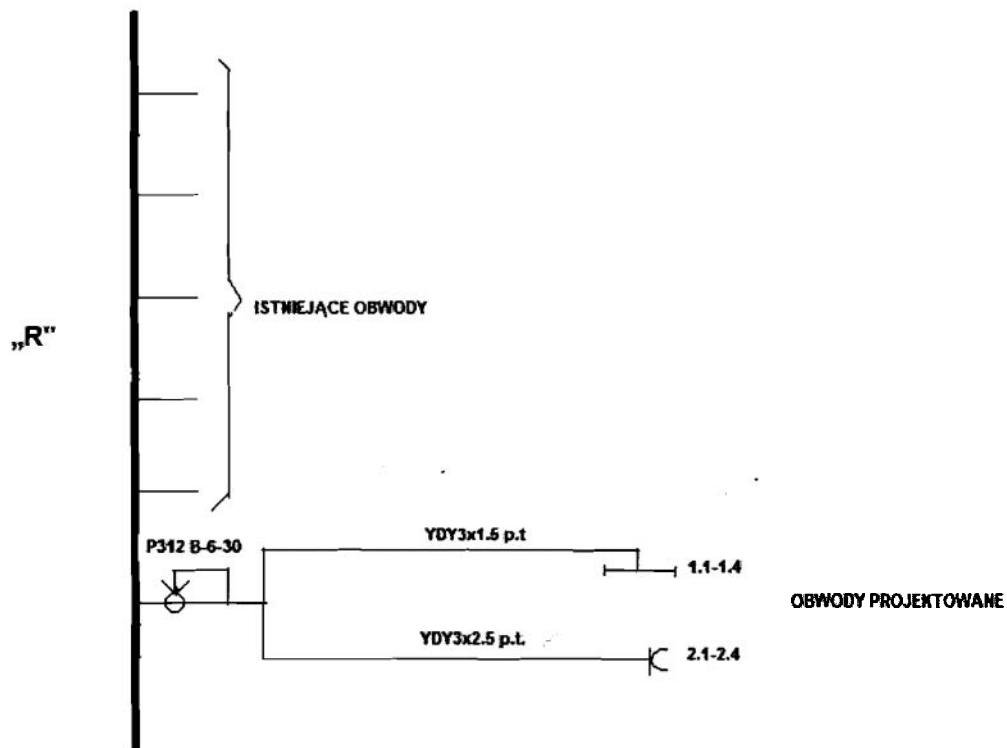 „R"
ISTNIEJĄCE OBWODY
P312 B-6-30
YDY3x1.5 p.t
1.1-1.4
OBWODY PROJEKTOWANE
YDY3x2.5 p.t.
2.1-2.4